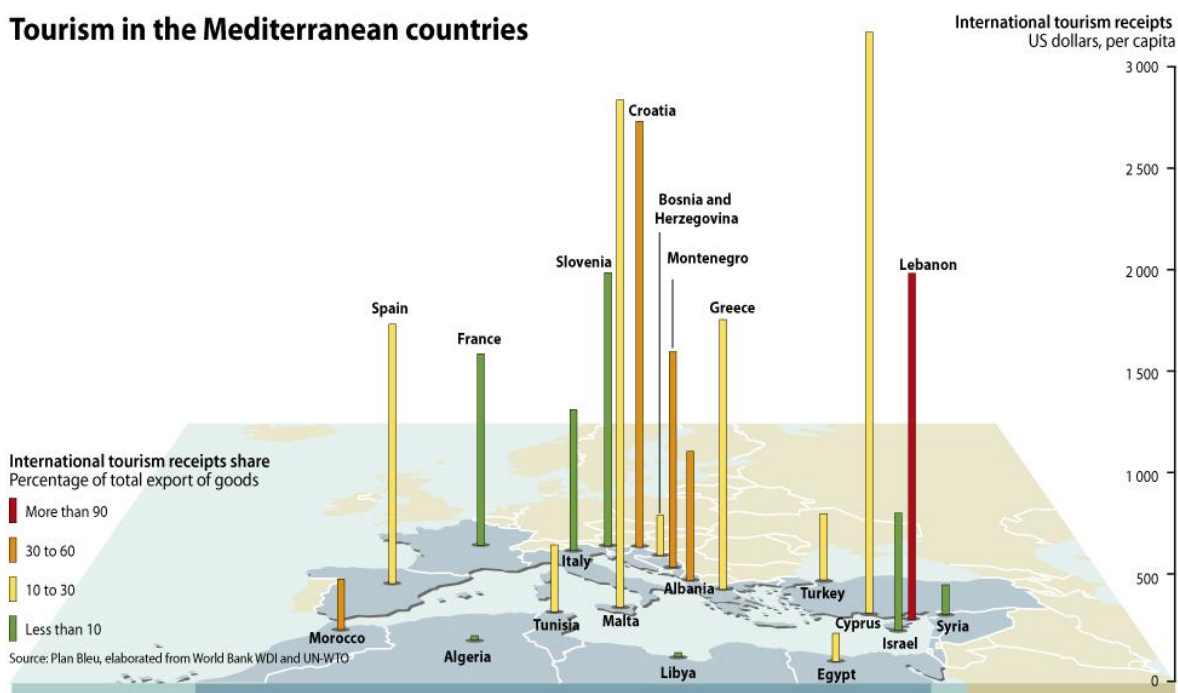 Tourism in the Mediterranean countries
International tourism receipts
US dollars, per capita
3 000
2 500
2 000
1 500
1 000
500
0
Croatia
Bosnia and
Herzegovina
Montenegro
Slovenia
Lebanon
Spain
Greece
France
International tourism receipts share
Percentage of total export of goods
More than 90
30 to 60
10 to 30
Less than 10
Source: Plan Bleu, elaborated from World Bank WDI and UN-WTO
Italy
Albania
Turkey
Morocco
Tunisia
Malta
Cyprus
Syria
Israel
Algeria
Libya
Egypt